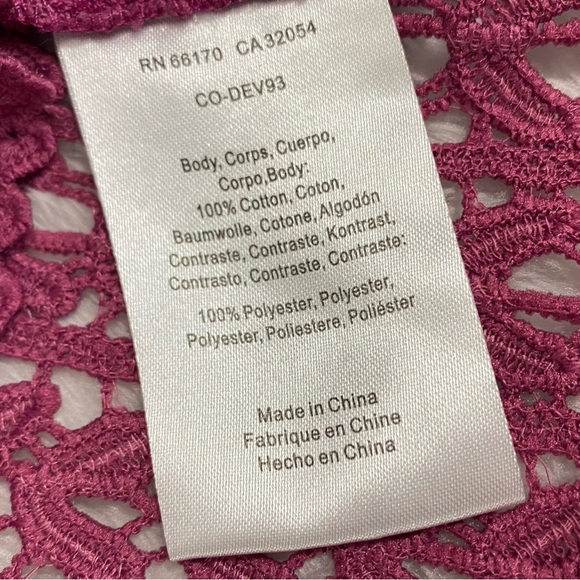 RN 66170 CA 32054
CO-DEV93
Body, Corps, Cuerpo,
Corpo,Body:
100% Cotton, Coton,
Baumwolle, Cotone, Algodón
Contraste, Contraste, Kontrast,
Contrasto, Contraste, Contraste:
100% Polyester, Polyester,
Polyester, Poliestere, Poliéster
Made in China
Fabrique en Chine
Hecho en China